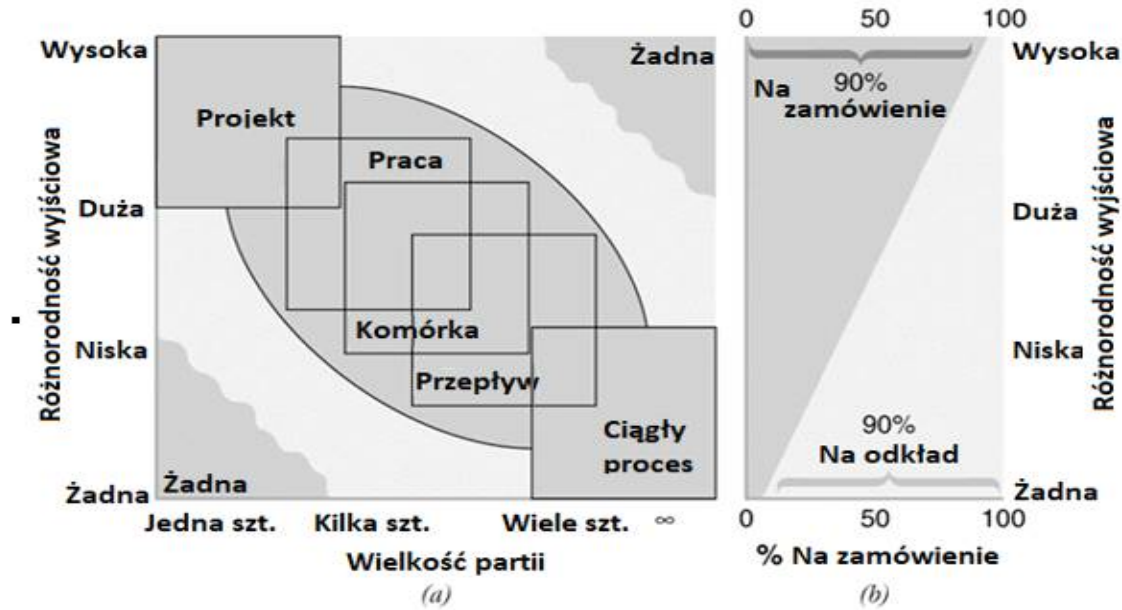 Wysoka
Duża
Niska
Żadna
Różnorodność wyjściowa
Projekt
Praca
Komórka
Przepływ
Ciągły
proces
Żadna
Żadna
Jedna szt.
Kilka szt.
Wiele szt.
∞
Wielkość partii
(a)
0
50
100
90%
Na
zamówienie
90%
Na odkład
Wysoka
Duża
Niska
Żadna
Różnorodność wyjściowa
0
50
100
% Na zamówienie
(b)